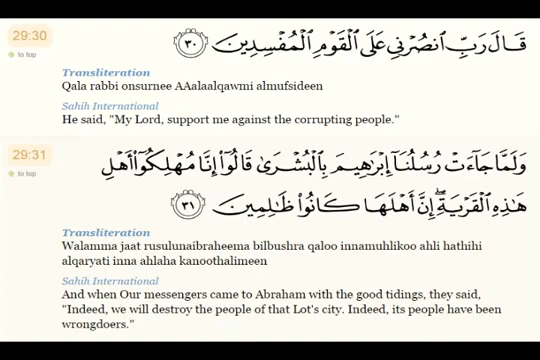 29:30
قَالَ رَبِّ ٱنصُرْنِى عَلَى ٱلْقَوْمِ ٱلْمُفْسِدِينَ ٣٠
to top
Transliteration
Qala rabbi onsurnee AAalaalqawmi almufsideen
Sahih International
He said, "My Lord, support me against the corrupting people."
29:31
وَلَمَّا جَآءَتْ رُسُلُنَآ إِبْرَٰهِيمَ بِٱلْبُشْرَىٰ قَالُوٓا۟ إِنَّا مُهْلِكُوٓا۟ أَهْلِ
to top
هَٰذِهِ ٱلْقَرْيَةِ ۖ إِنَّ أَهْلَهَا كَانُوا۟ ظَٰلِمِينَ ٣١
Transliteration
Walamma jaat rusulunaibraheema bilbushra qaloo innamuhlikoo ahli hathihi
alqaryati inna ahlaha kanoothalimeen
Sahih International
And when Our messengers came to Abraham with the good tidings, they said,
"Indeed, we will destroy the people of that Lot's city. Indeed, its people have been
wrongdoers."